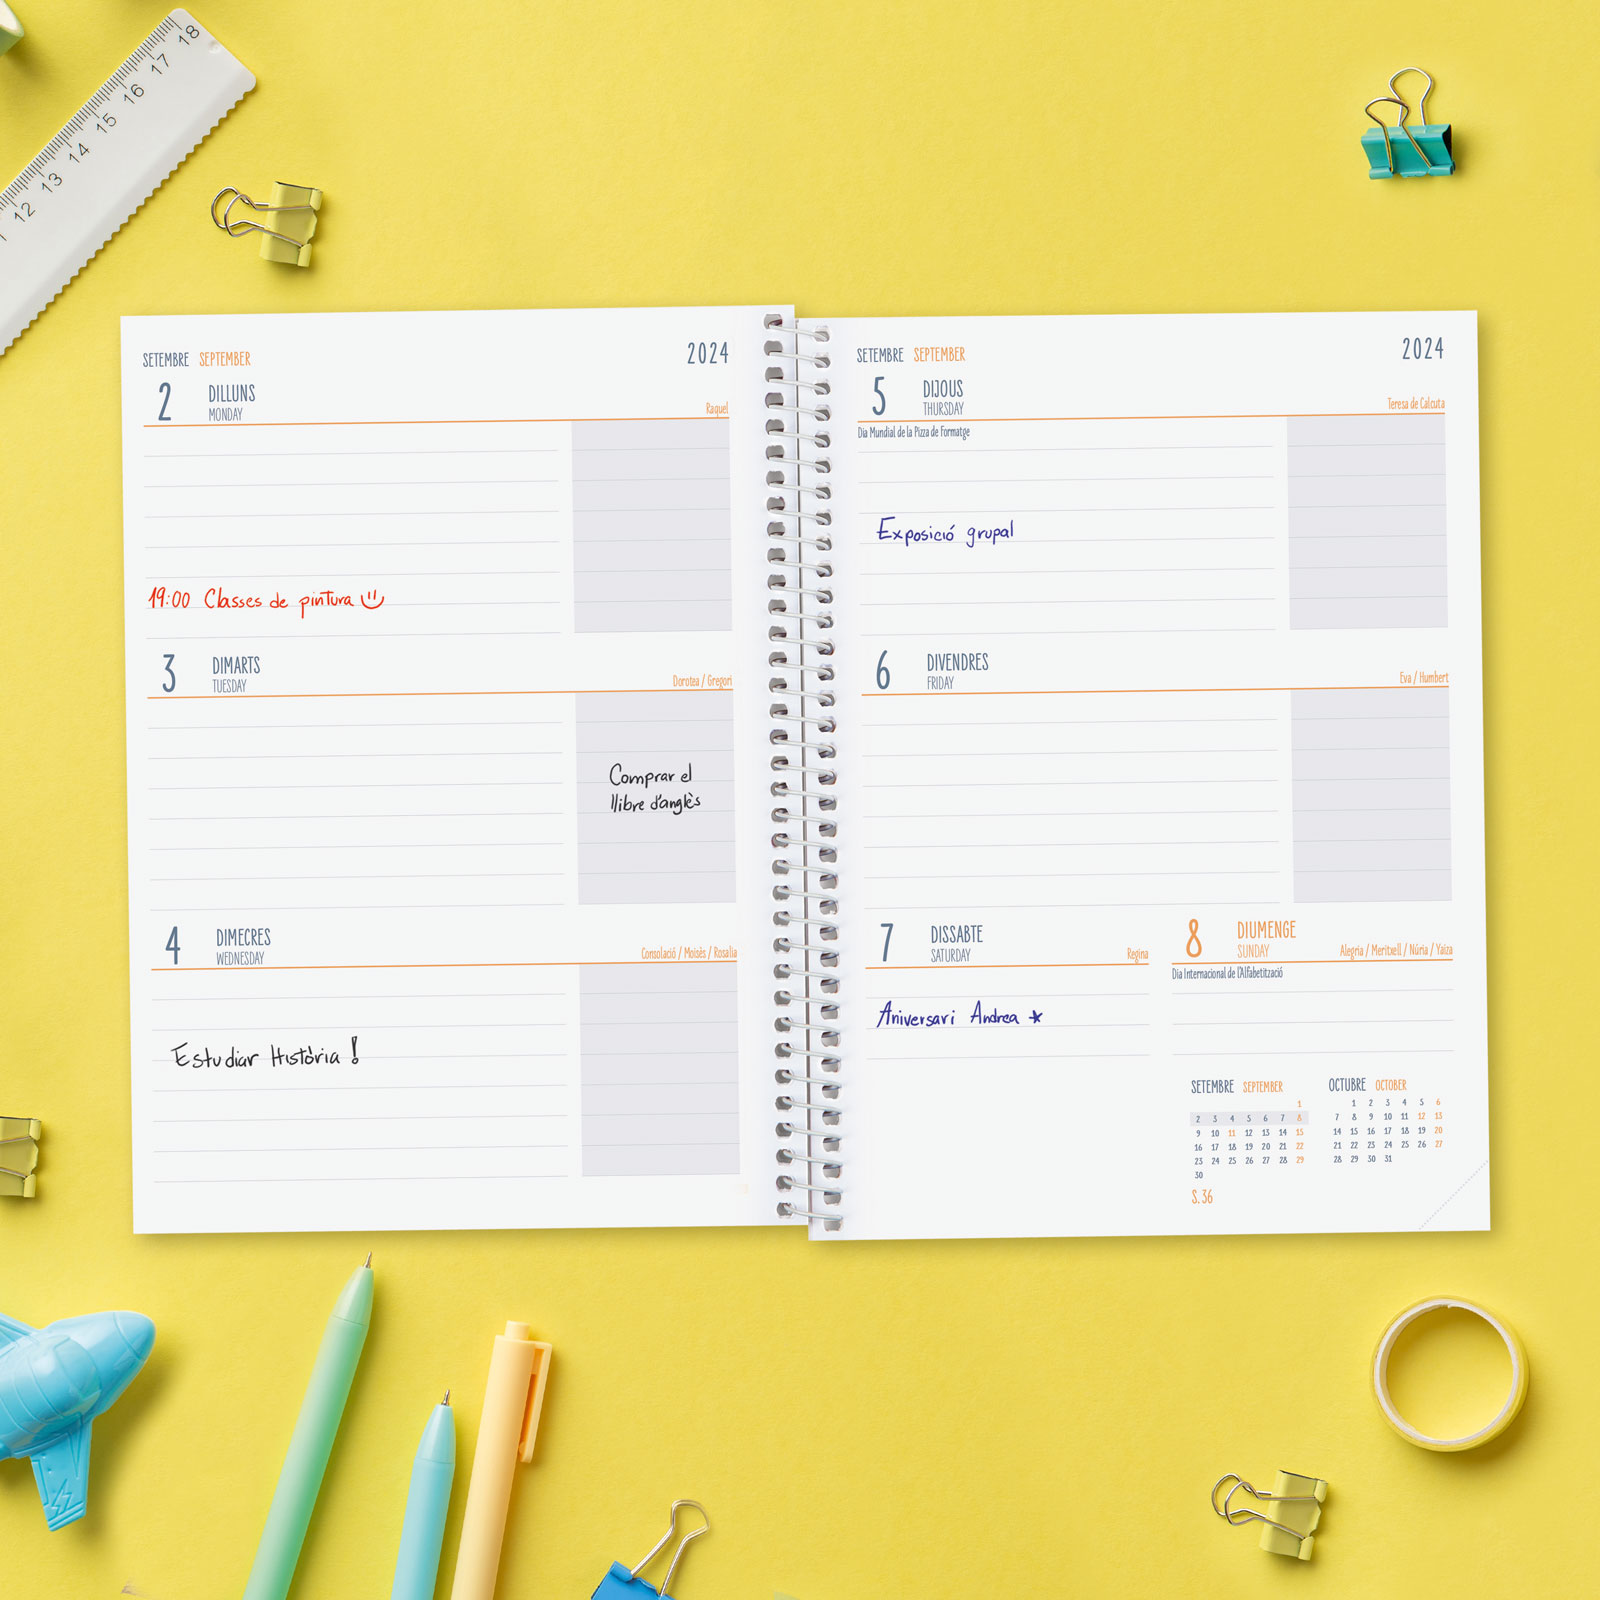 18
17
16
15
14
13
12
SETEMBRE SEPTEMBER 2024
2 DILLUNS
MONDAY Raquel
19:00 Classes de pintura
3 DIMARTS
TUESDAY Dorotea / Gregori
Comprar el
llibre d'anglès
4 DIMECRES
WEDNESDAY Consolació / Moisès / Rosalia
Estudiar Història !
SETEMBRE SEPTEMBER 2024
5 DIJOUS
THURSDAY Teresa de Calcuta
Dia Mundial de la Pizza de Formatge
Exposició grupal
6 DIVENDRES
FRIDAY Eva / Humbert
7 DISSABTE
SATURDAY Regina
Aniversari Andrea
8 DIUMENGE
SUNDAY Alegria / Meritxell / Núria / Yaiza
Dia Internacional de l'Alfabetització
SETEMBRE SEPTEMBER
1
2 3 4 5 6 7 8
9 10 11 12 13 14 15
16 17 18 19 20 21 22
23 24 25 26 27 28 29
30
S.36
OCTUBRE OCTOBER
1 2 3 4 5 6
7 8 9 10 11 12 13
14 15 16 17 18 19 20
21 22 23 24 25 26 27
28 29 30 31